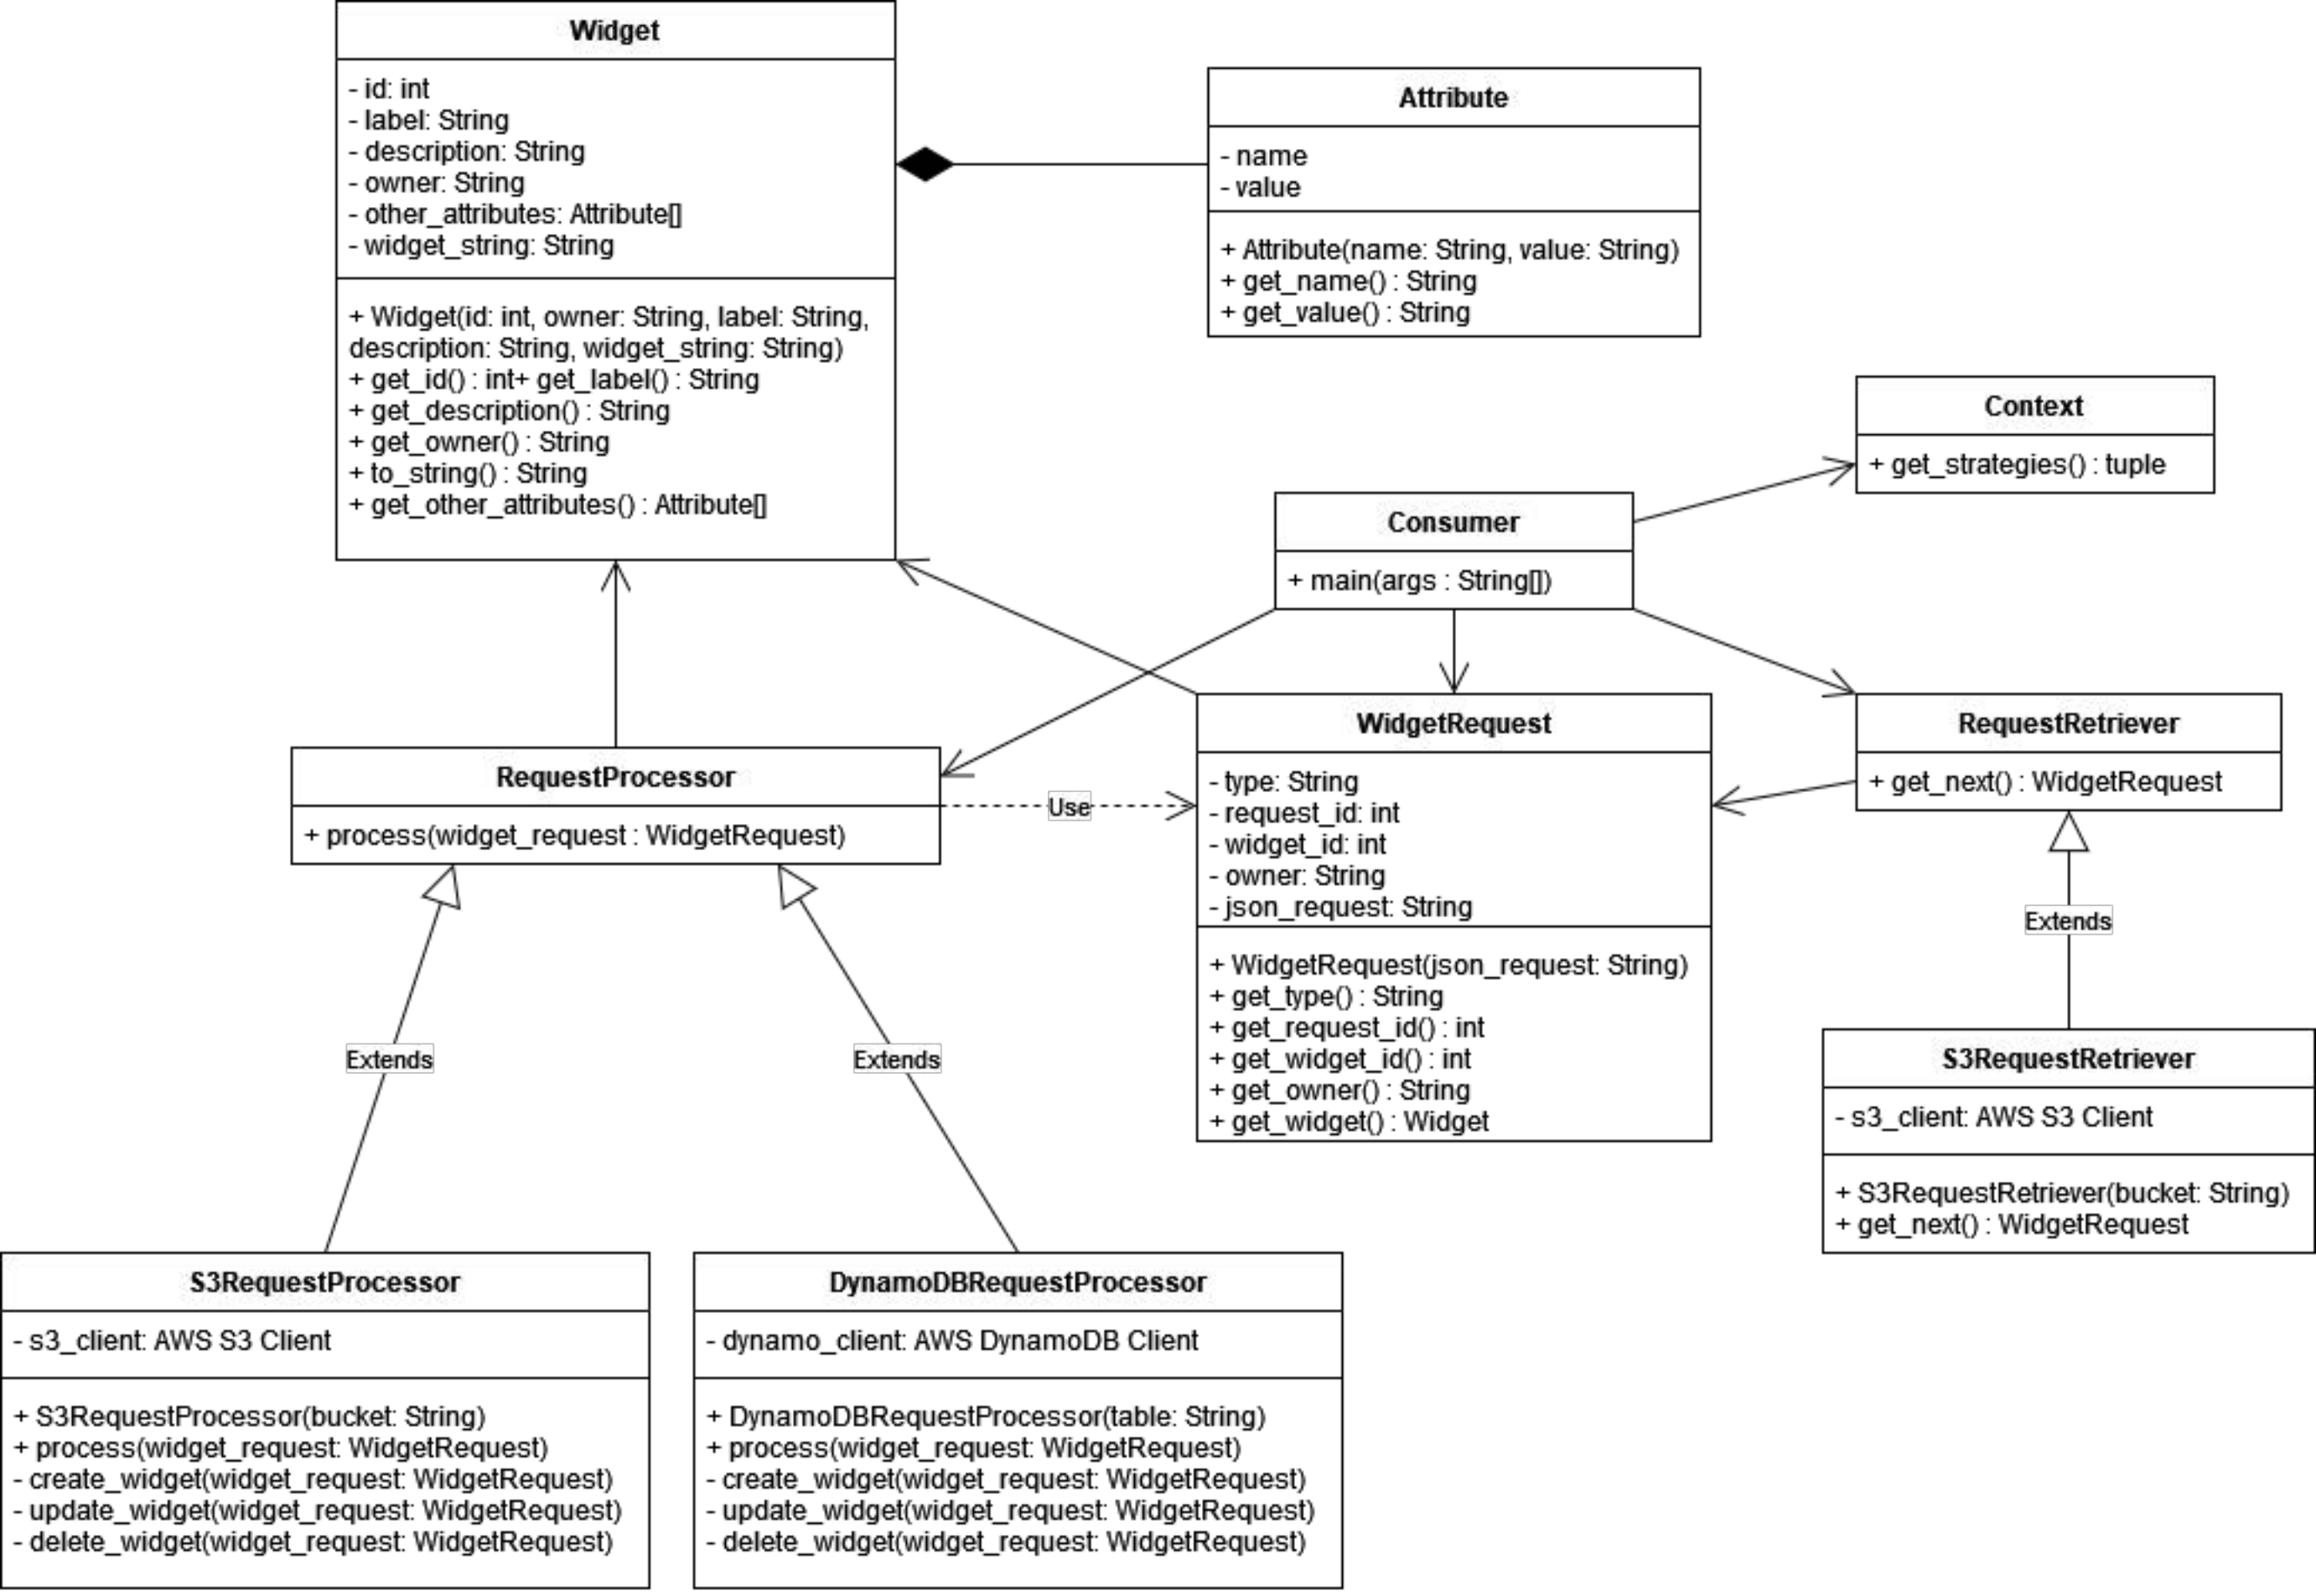 Widget
- id: int
- label: String
- description: String
- owner: String
- other_attributes: Attribute[]
- widget_string: String
+ Widget(id: int, owner: String, label: String,
description: String, widget_string: String)
+ get_id() : int+ get_label() : String
+ get_description() : String
+ get_owner() : String
+ to_string() : String
+ get_other_attributes() : Attribute[]
Attribute
- name
- value
+ Attribute(name: String, value: String)
+ get_name() : String
+ get_value() : String
Context
+ get_strategies() : tuple
Consumer
+ main(args : String[])
RequestProcessor
+ process(widget_request : WidgetRequest)
Use
WidgetRequest
- type: String
- request_id: int
- widget_id: int
- owner: String
- json_request: String
+ WidgetRequest(json_request: String)
+ get_type() : String
+ get_request_id() : int
+ get_widget_id() : int
+ get_owner() : String
+ get_widget() : Widget
RequestRetriever
+ get_next() : WidgetRequest
Extends
S3RequestRetriever
- s3_client: AWS S3 Client
+ S3RequestRetriever(bucket: String)
+ get_next() : WidgetRequest
Extends
Extends
S3RequestProcessor
- s3_client: AWS S3 Client
+ S3RequestProcessor(bucket: String)
+ process(widget_request: WidgetRequest)
- create_widget(widget_request: WidgetRequest)
- update_widget(widget_request: WidgetRequest)
- delete_widget(widget_request: WidgetRequest)
DynamoDBRequestProcessor
- dynamo_client: AWS DynamoDB Client
+ DynamoDBRequestProcessor(table: String)
+ process(widget_request: WidgetRequest)
- create_widget(widget_request: WidgetRequest)
- update_widget(widget_request: WidgetRequest)
- delete_widget(widget_request: WidgetRequest)